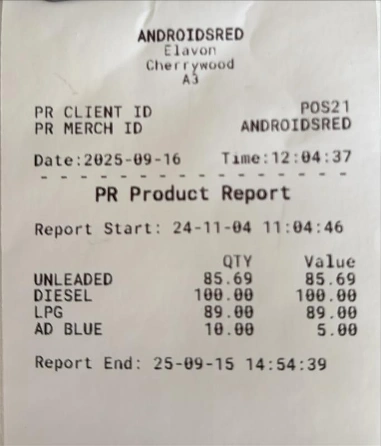 ANDROIDSRED
Elavon
Cherrywood
A3
PR CLIENT ID POS21
PR MERCH ID ANDROIDSRED
Date:2025-09-16 Time:12:04:37
- - - - - - - - - - - - - - - - - -
PR Product Report
Report Start: 24-11-04 11:04:46
QTY Value
UNLEADED 85.69 85.69
DIESEL 100.00 100.00
LPG 89.00 89.00
AD BLUE 10.00 5.00
Report End: 25-09-15 14:54:39